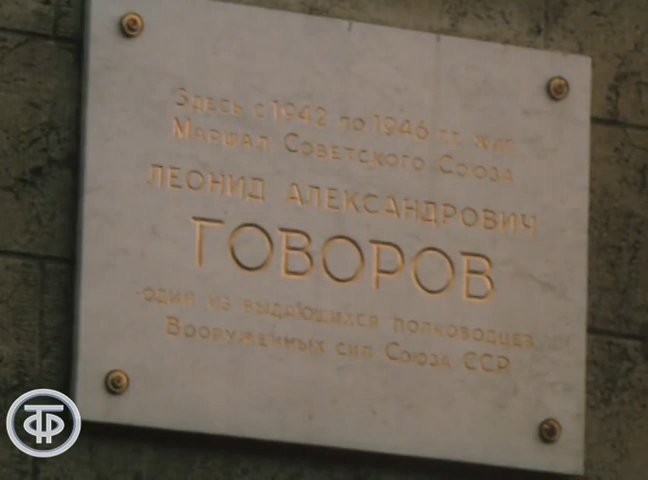 Здесь с 1942 по 1946 г.г. жил
Маршал Советского Союза
ЛЕОНИД АЛЕКСАНДРОВИЧ
ГОВОРОВ
один из выдающихся полководцев
Вооруженных сил Союза ССР